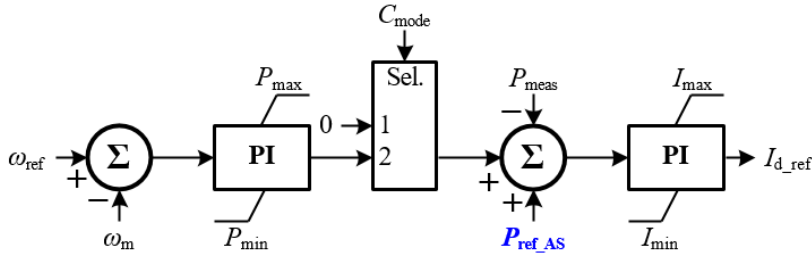 C_mode
Sel.
P_max
P_meas
I_max
0
1
ω_ref
+
Σ
PI
2
−
Σ
PI
I_d_ref
−
+
+
ω_m
P_min
P_ref_AS
I_min